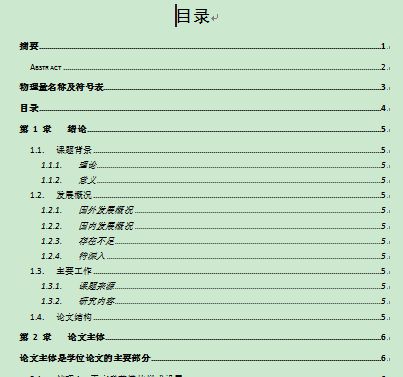 目录
摘要 1
ABSTRACT 2
物理量名称及符号表 3
目录 4
第 1 章 绪论 5
1.1. 课题背景 5
1.1.1. 绪论 5
1.1.2. 意义 5
1.2. 发展概况 5
1.2.1. 国外发展概况 5
1.2.2. 国内发展概况 5
1.2.3. 存在不足 5
1.2.4. 待深入 5
1.3. 主要工作 5
1.3.1. 课题来源 5
1.3.2. 研究内容 5
1.4. 论文结构 5
第 2 章 论文主体 6
论文主体是学位论文的主要部分 6